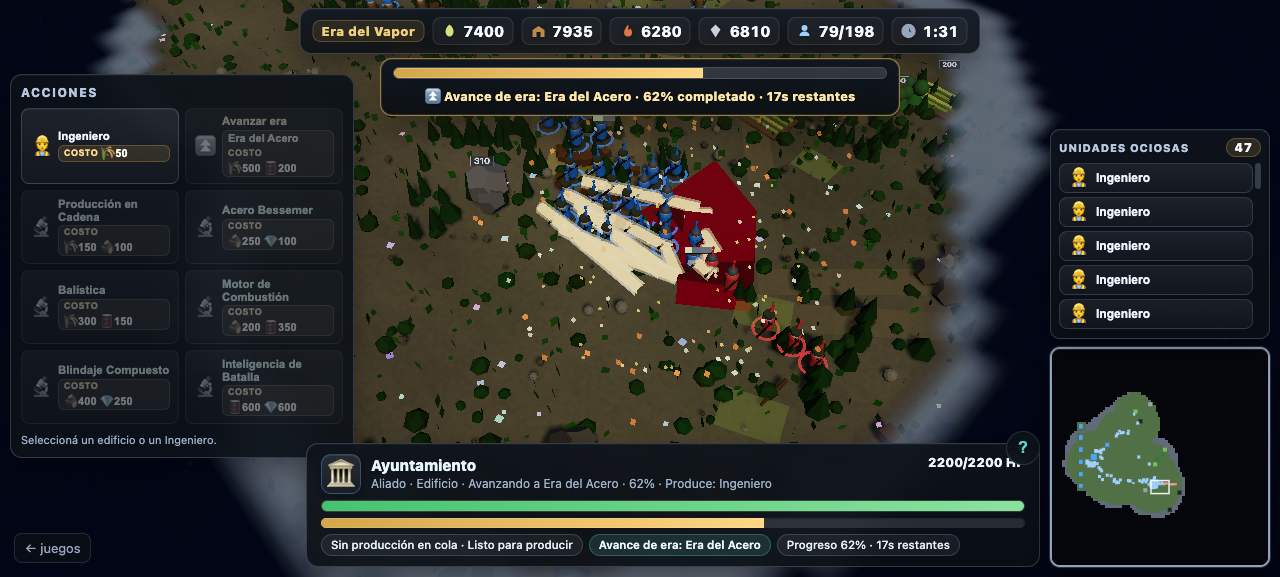 Era del Vapor 7400 7935 6280 6810 79/198 1:31
Avance de era: Era del Acero · 62% completado · 17s restantes
200
310
ACCIONES
Ingeniero
COSTO 50
Avanzar era
Era del Acero
COSTO
500 200
Producción en
Cadena
COSTO
150 100
Acero Bessemer
COSTO
250 100
Balística
COSTO
300 150
Motor de
Combustión
COSTO
200 350
Blindaje Compuesto
COSTO
400 250
Inteligencia de
Batalla
COSTO
600 600
Seleccioná un edificio o un Ingeniero.
UNIDADES OCIOSAS 47
Ingeniero
Ingeniero
Ingeniero
Ingeniero
Ingeniero
?
Ayuntamiento
2200/2200
Aliado · Edificio · Avanzando a Era del Acero · 62% · Produce: Ingeniero
Sin producción en cola · Listo para producir
Avance de era: Era del Acero
Progreso 62% · 17s restantes
← juegos